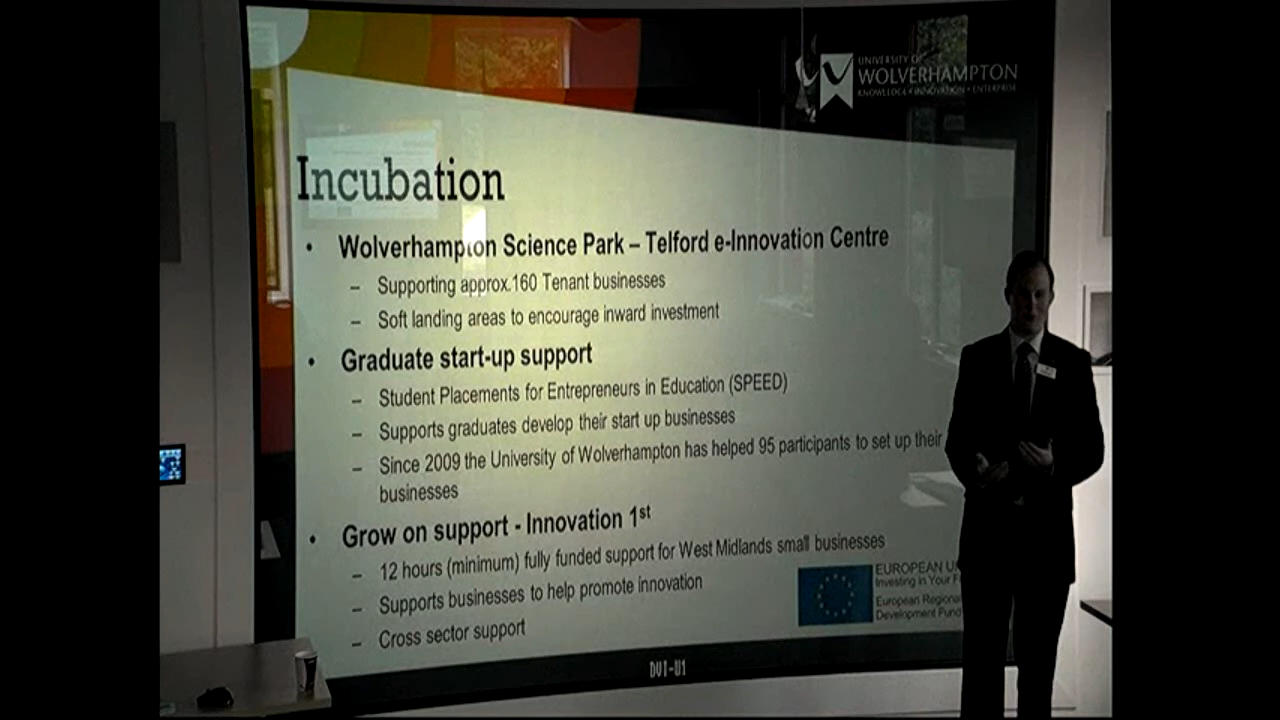 UNIVERSITY OF
WOLVERHAMPTON
KNOWLEDGE • INNOVATION • ENTERPRISE
Incubation
• Wolverhampton Science Park – Telford e-Innovation Centre
– Supporting approx.160 Tenant businesses
– Soft landing areas to encourage inward investment
• Graduate start-up support
– Student Placements for Entrepreneurs in Education (SPEED)
– Supports graduates develop their start up businesses
– Since 2009 the University of Wolverhampton has helped 95 participants to set up their
businesses
• Grow on support - Innovation 1st
– 12 hours (minimum) fully funded support for West Midlands small businesses
– Supports businesses to help promote innovation
– Cross sector support
EUROPEAN
Investing in Your
European Regional
Development Fund
DVI-U1